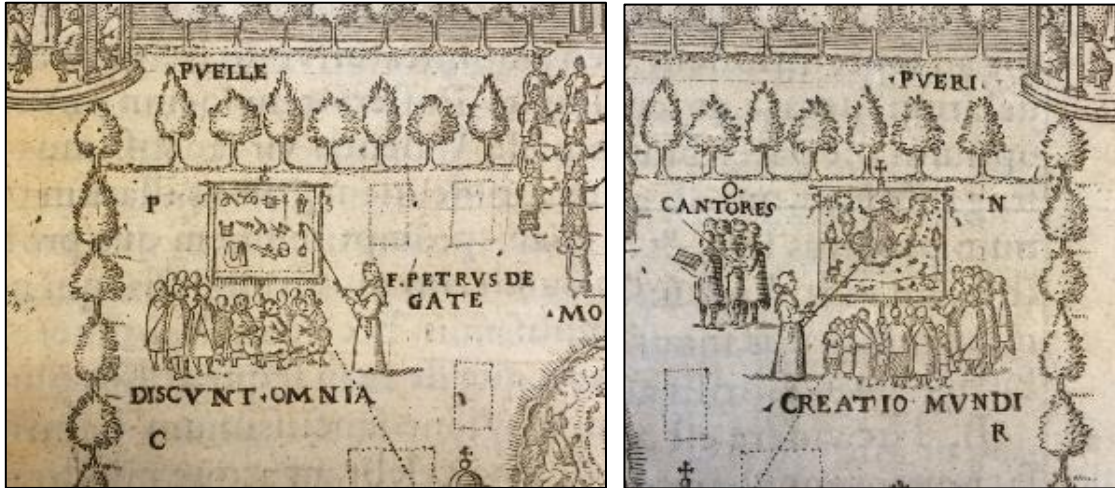 PVELLE
P
F. PETRVS DE
GATE
MO
DISCVNT·OMNIA
C
·PVERI·
O·
CANTORES
N
CREATIO·MVNDI
R